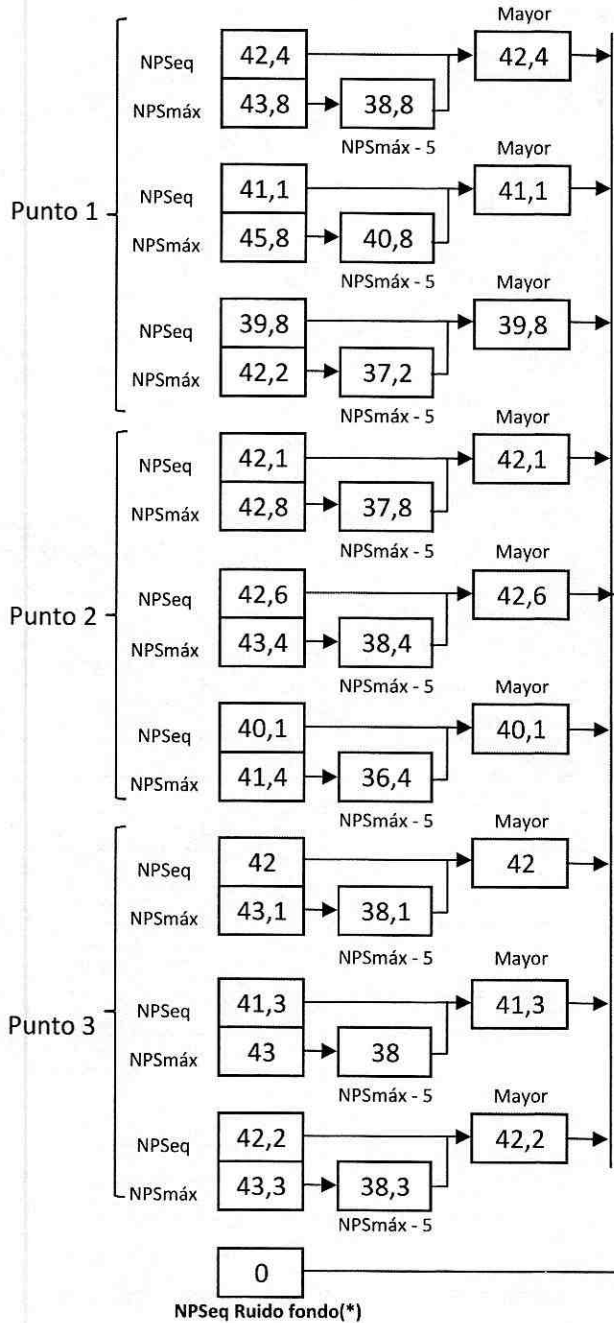 Mayor
NPSeq 42,4 42,4
NPSmáx 43,8 38,8
NPSmáx - 5
Mayor
Punto 1
NPSeq 41,1 41,1
NPSmáx 45,8 40,8
NPSmáx - 5
Mayor
NPSeq 39,8 39,8
NPSmáx 42,2 37,2
NPSmáx - 5
Mayor
NPSeq 42,1 42,1
NPSmáx 42,8 37,8
NPSmáx - 5
Mayor
Punto 2
NPSeq 42,6 42,6
NPSmáx 43,4 38,4
NPSmáx - 5
Mayor
NPSeq 40,1 40,1
NPSmáx 41,4 36,4
NPSmáx - 5
Mayor
NPSeq 42 42
NPSmáx 43,1 38,1
NPSmáx - 5
Mayor
Punto 3
NPSeq 41,3 41,3
NPSmáx 43 38
NPSmáx - 5
Mayor
NPSeq 42,2 42,2
NPSmáx 43,3 38,3
NPSmáx - 5
0
NPSeq Ruido fondo(*)